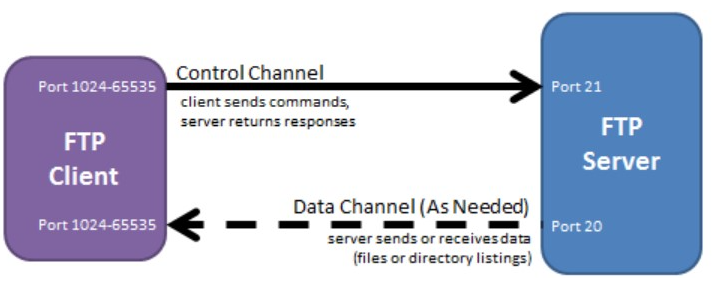 Control Channel
Port 1024-65535
Port 21
client sends commands,
server returns responses
FTP
Client
FTP
Server
Data Channel (As Needed)
Port 1024-65535
Port 20
server sends or receives data
(files or directory listings)